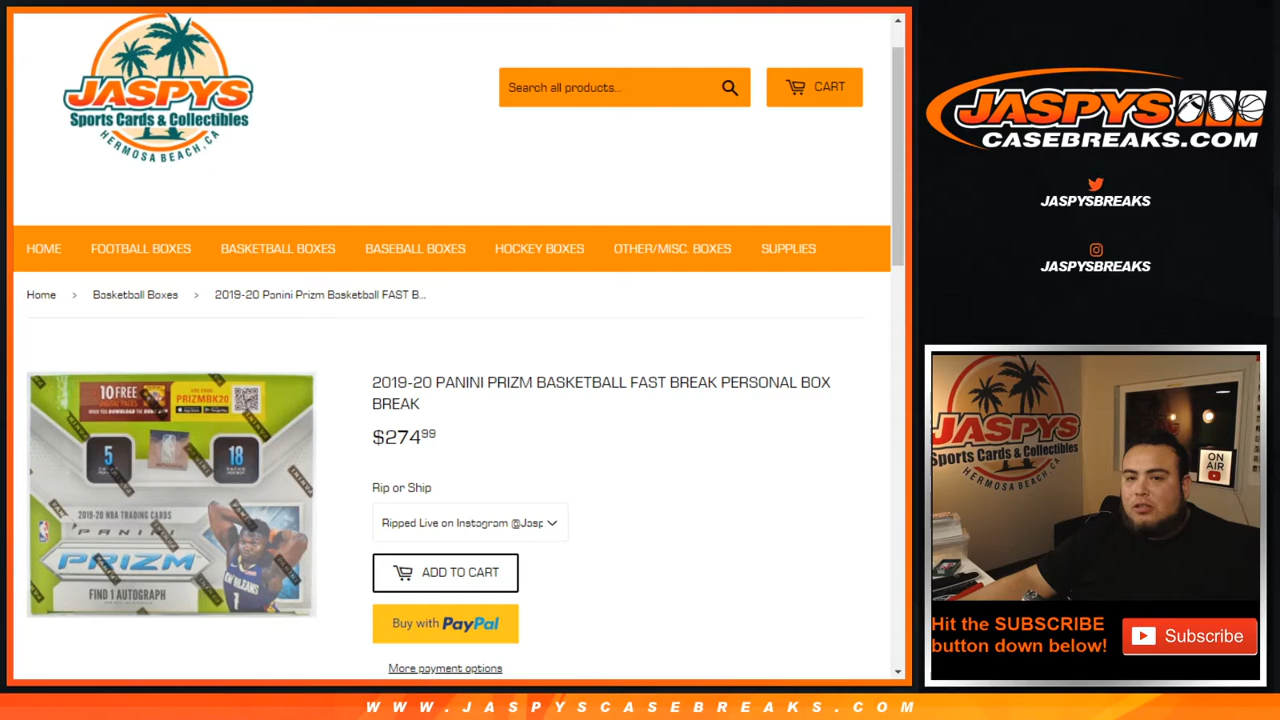 JASPYS
Sports Cards & Collectibles
HERMOSA BEACH, CA
Search all products...
CART
HOME
FOOTBALL BOXES
BASKETBALL BOXES
BASEBALL BOXES
HOCKEY BOXES
OTHER/MISC. BOXES
SUPPLIES
Home › Basketball Boxes › 2019-20 Panini Prizm Basketball FAST B...
10 FREE
PRIZMBK20
5
18
2019-20 NBA TRADING CARDS
PANINI
PRIZM
FIND 1 AUTOGRAPH
NEW ORLEANS
1
2019-20 PANINI PRIZM BASKETBALL FAST BREAK PERSONAL BOX
BREAK
$274.99
Rip or Ship
Ripped Live on Instagram @Jasp
ADD TO CART
Buy with PayPal
More payment options
JASPYS
CASEBREAKS.COM
JASPYSBREAKS
JASPYSBREAKS
JASPYS
Sports Cards & Collectibles
HERMOSA BEACH, CA
ON
AIR
Hit the SUBSCRIBE
button down below!
Subscribe
WWW.JASPYSCASEBREAKS.COM